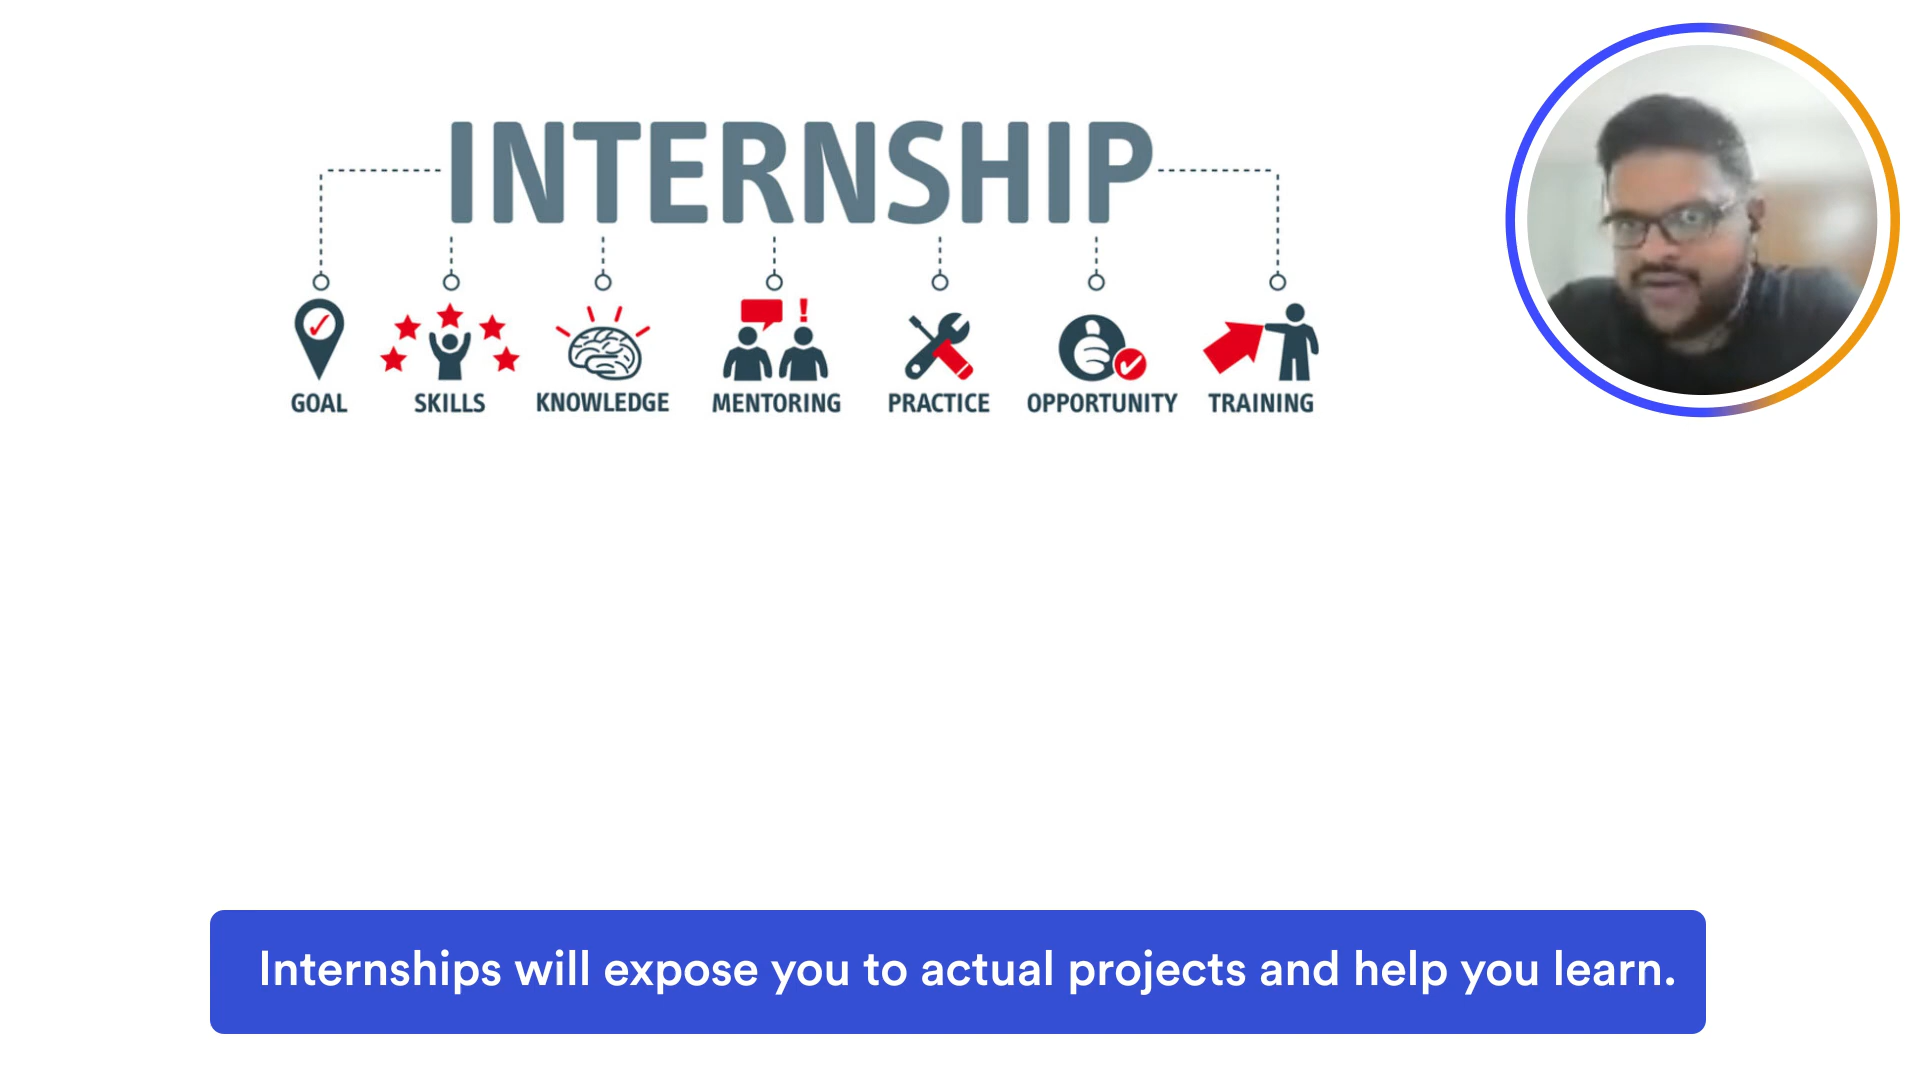 INTERNSHIP
GOAL SKILLS KNOWLEDGE MENTORING PRACTICE OPPORTUNITY TRAINING
Internships will expose you to actual projects and help you learn.